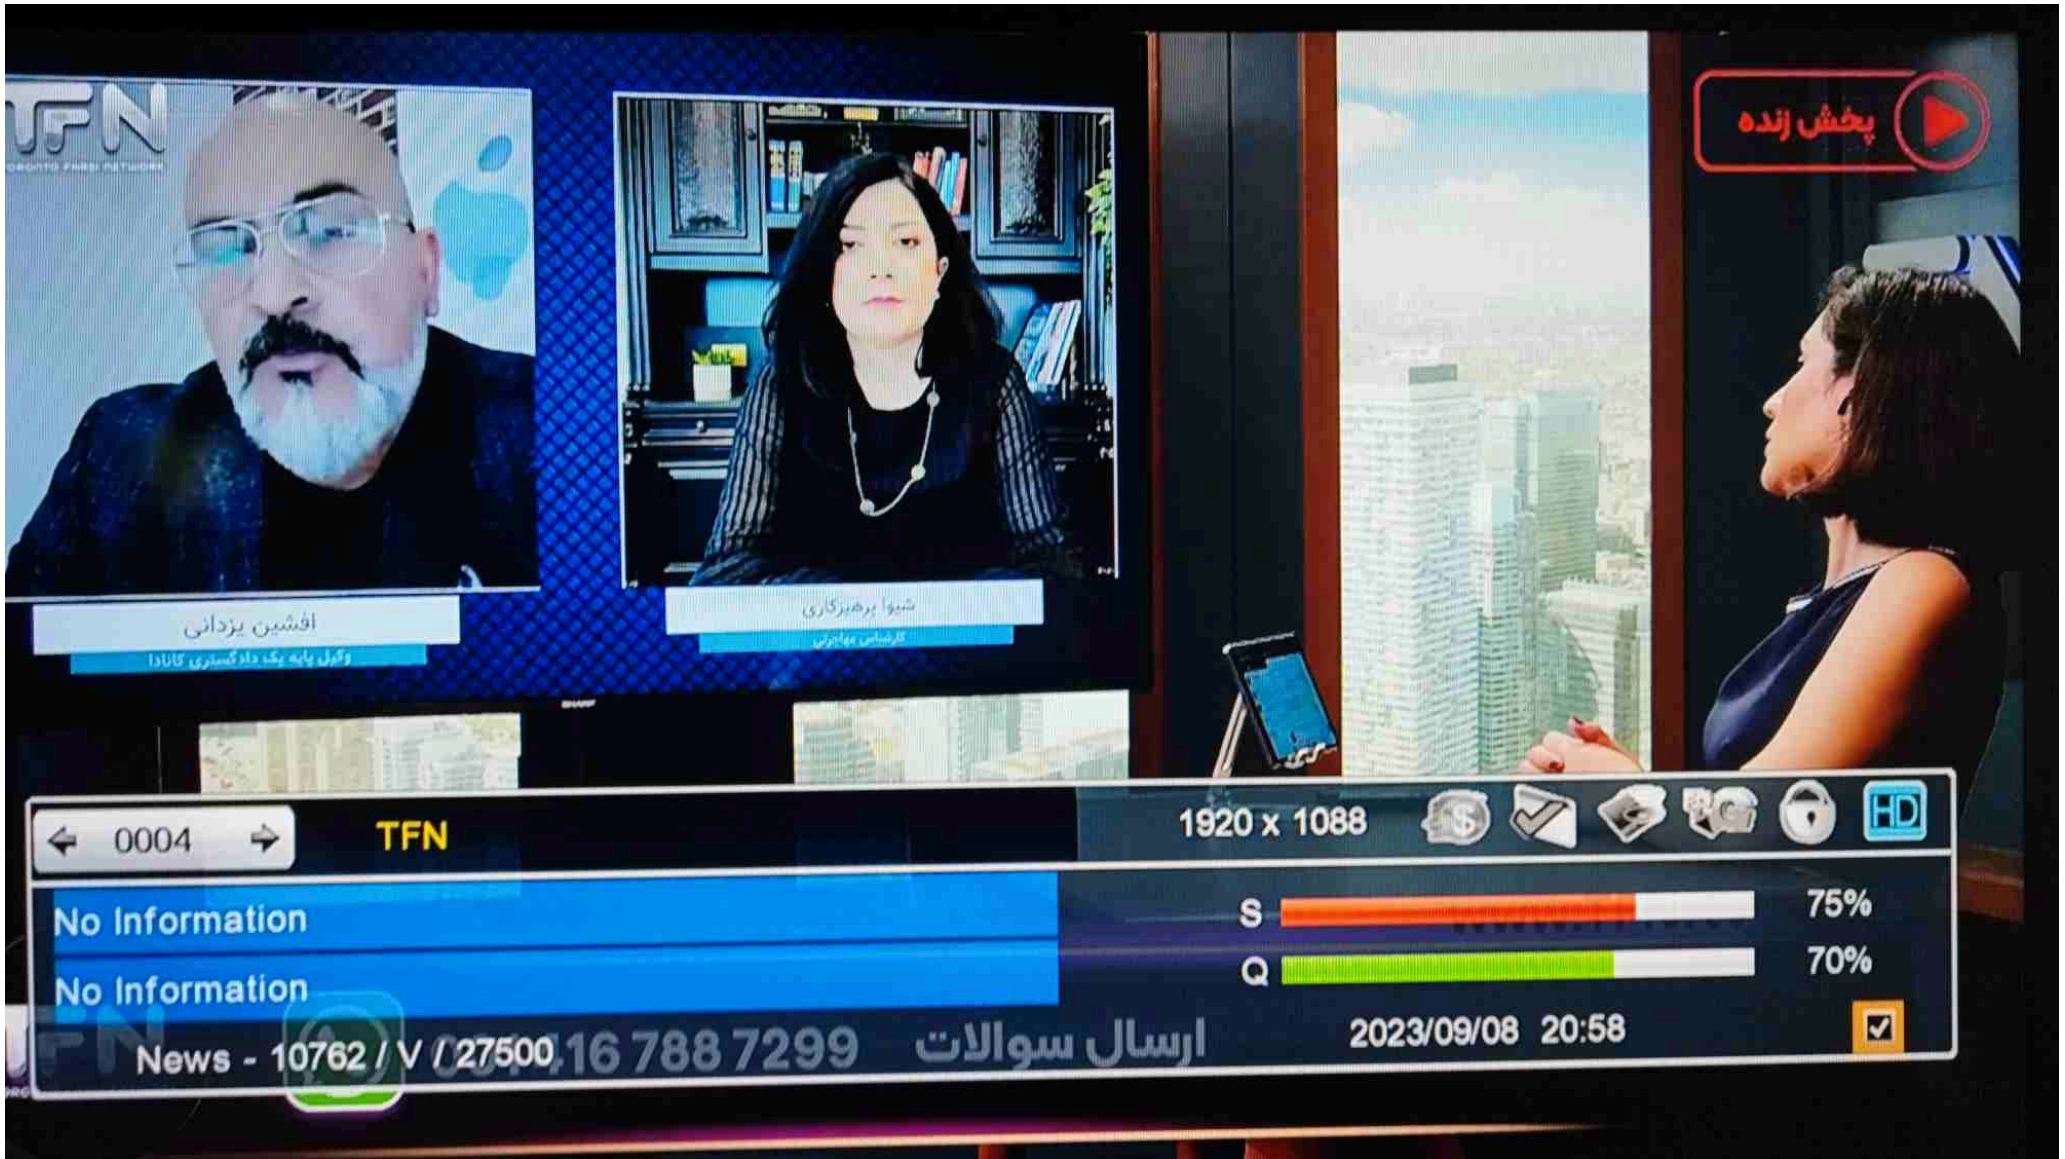 TFN
TORONTO FARSI NETWORK
پخش زنده
افشین یزدانی
وکیل پایه یک دادگستری کانادا
شیوا پرهیزکاری
کارشناس مهاجرتی
SHARP
0004
TFN
1920 x 1088
HD
No Information
S
75%
No Information
Q
70%
News - 10762 / V / 27500
416 788 7299
ارسال سوالات
2023/09/08 20:58